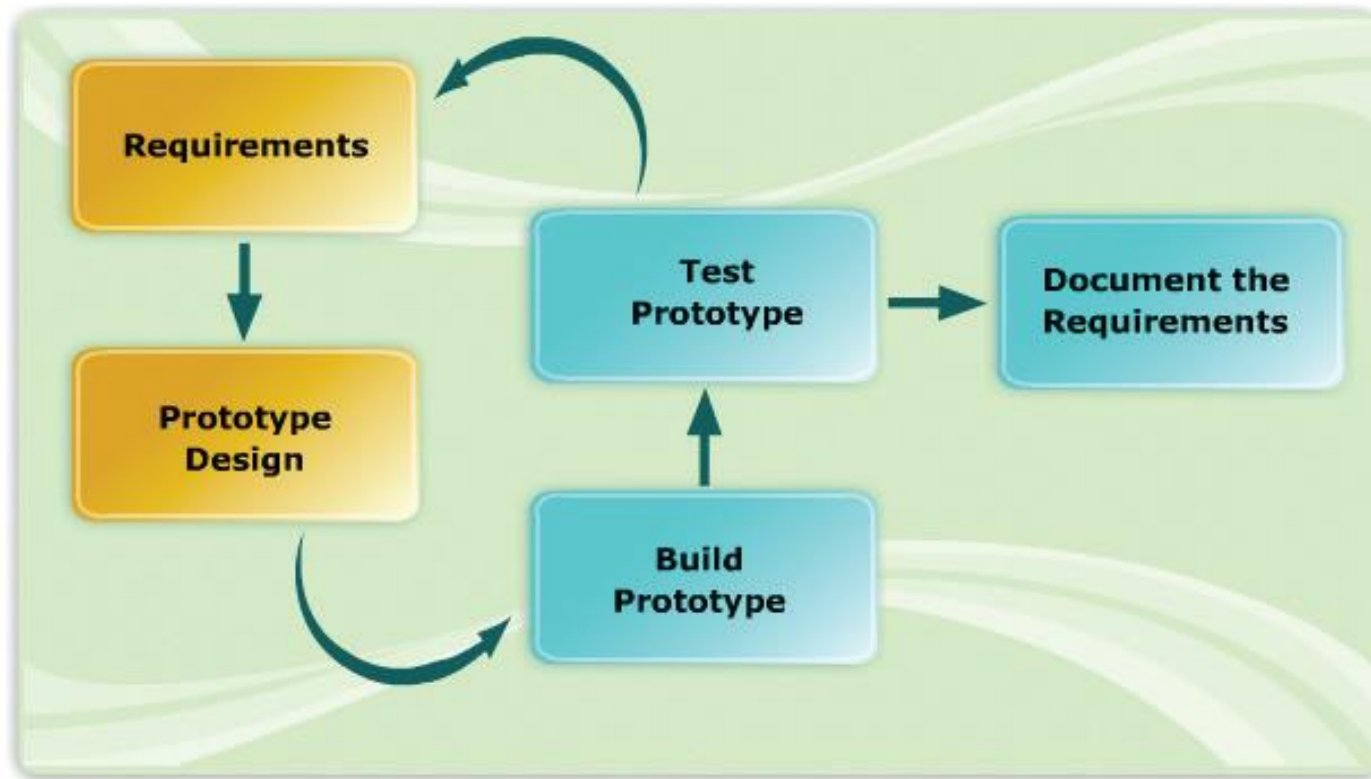 Requirements
Prototype
Design
Build
Prototype
Test
Prototype
Document the
Requirements